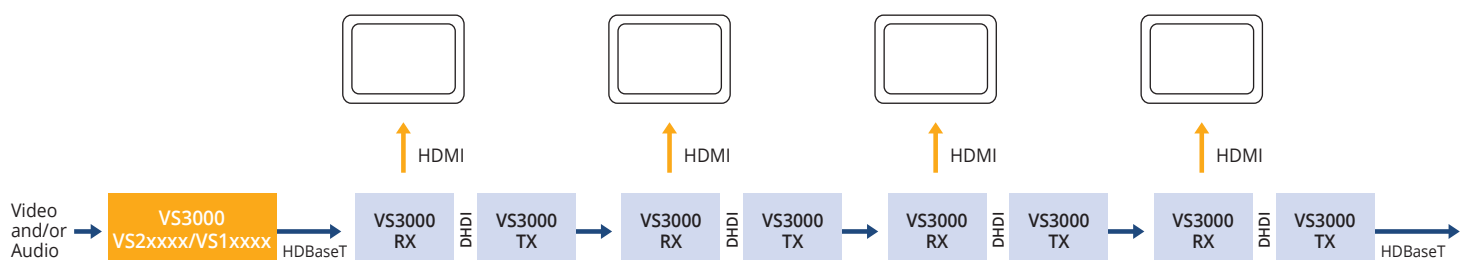 HDMI
HDMI
HDMI
HDMI
Video
and/or
Audio
VS3000
VS2xxxx/VS1xxxx
HDBaseT
VS3000
RX
DHDI
VS3000
TX
VS3000
RX
DHDI
VS3000
TX
VS3000
RX
DHDI
VS3000
TX
VS3000
RX
DHDI
VS3000
TX
HDBaseT